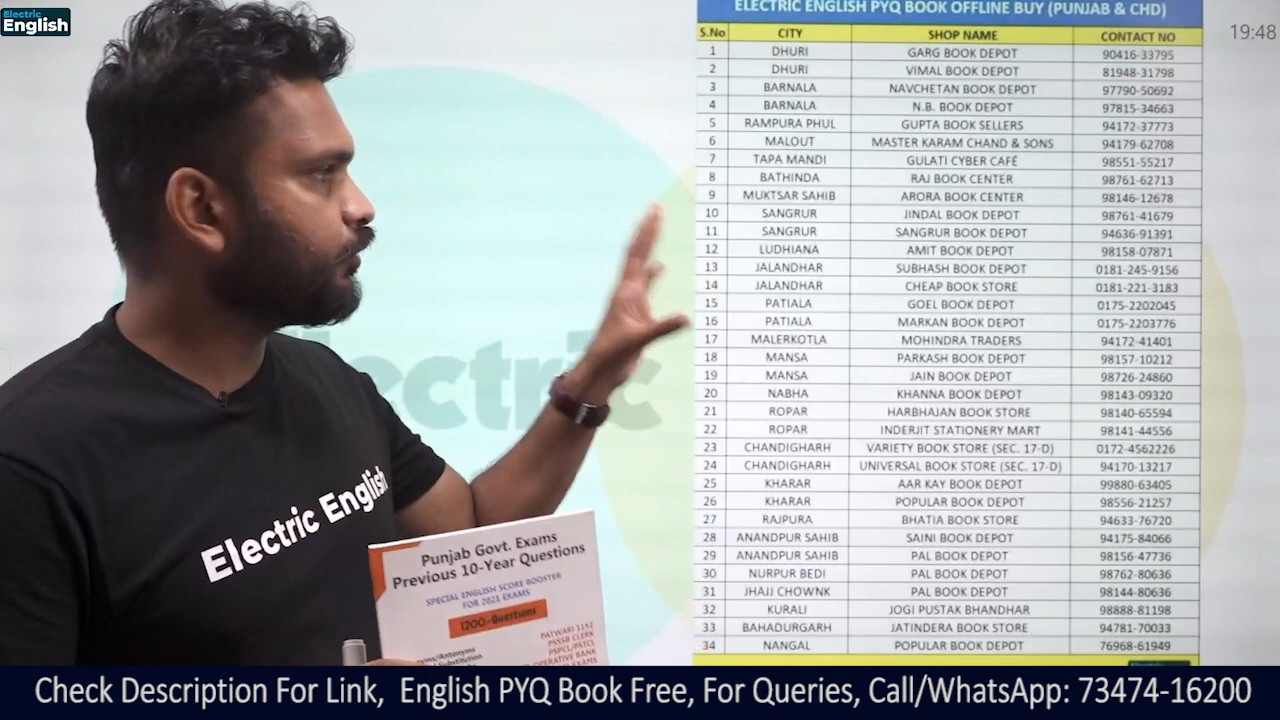 Electric
English
ELECTRIC ENGLISH PYQ BOOK OFFLINE BUY (PUNJAB & CHD)
19:48
S.No CITY SHOP NAME CONTACT NO
1 DHURI GARG BOOK DEPOT 90416-33795
2 DHURI VIMAL BOOK DEPOT 81948-31798
3 BARNALA NAVCHETAN BOOK DEPOT 97790-50692
4 BARNALA N.B. BOOK DEPOT 97815-34663
5 RAMPURA PHUL GUPTA BOOK SELLERS 94172-37773
6 MALOUT MASTER KARAM CHAND & SONS 94179-62708
7 TAPA MANDI GULATI CYBER CAFÉ 98551-55217
8 BATHINDA RAJ BOOK CENTER 98761-62713
9 MUKTSAR SAHIB ARORA BOOK CENTER 98146-12678
10 SANGRUR JINDAL BOOK DEPOT 98761-41679
11 SANGRUR SANGRUR BOOK DEPOT 94636-91391
12 LUDHIANA AMIT BOOK DEPOT 98158-07871
13 JALANDHAR SUBHASH BOOK DEPOT 0181-245-9156
14 JALANDHAR CHEAP BOOK STORE 0181-221-3183
15 PATIALA GOEL BOOK DEPOT 0175-2202045
16 PATIALA MARKAN BOOK DEPOT 0175-2203776
17 MALERKOTLA MOHINDRA TRADERS 94172-41401
18 MANSA PARKASH BOOK DEPOT 98157-10212
19 MANSA JAIN BOOK DEPOT 98726-24860
20 NABHA KHANNA BOOK DEPOT 98143-09320
21 ROPAR HARBHAJAN BOOK STORE 98140-65594
22 ROPAR INDERJIT STATIONERY MART 98141-44556
23 CHANDIGHARH VARIETY BOOK STORE (SEC. 17-D) 0172-4562226
24 CHANDIGHARH UNIVERSAL BOOK STORE (SEC. 17-D) 94170-13217
25 KHARAR AAR KAY BOOK DEPOT 99880-63405
26 KHARAR POPULAR BOOK DEPOT 98556-21257
27 RAJPURA BHATIA BOOK STORE 94633-76720
28 ANANDPUR SAHIB SAINI BOOK DEPOT 94175-84066
29 ANANDPUR SAHIB PAL BOOK DEPOT 98156-47736
30 NURPUR BEDI PAL BOOK DEPOT 98762-80636
31 JHAJJ CHOWNK PAL BOOK DEPOT 98144-80636
32 KURALI JOGI PUSTAK BHANDHAR 98888-81198
33 BAHADURGARH JATINDERA BOOK STORE 94781-70033
34 NANGAL POPULAR BOOK DEPOT 76968-61949
ectric
Electric English
Punjab Govt. Exams
Previous 10-Year Questions
SPECIAL ENGLISH SCORE BOOSTER
FOR 2021 EXAMS
1200+Questions
PATWARI 1152
PSSSB CLERK
PSPCL/PSTCL
OPERATIVE BANK
yms/Antonyms
Substitution
Check Description For Link, English PYQ Book Free, For Queries, Call/WhatsApp: 73474-16200